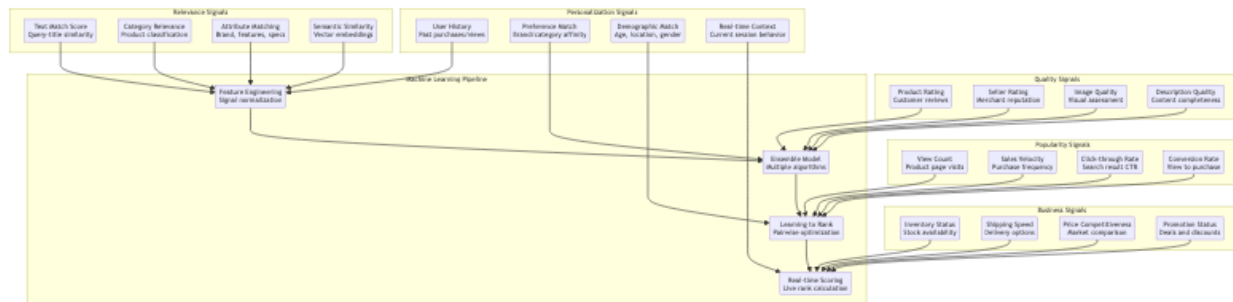 Relevance Signals
Text Match Score
Query-title similarity
Category Relevance
Product classification
Attribute Matching
Brand, features, specs
Semantic Similarity
Vector embeddings
Personalization Signals
User History
Past purchases/views
Preference Match
Brand/category affinity
Demographic Match
Age, location, gender
Real-time Context
Current session behavior
Machine Learning Pipeline
Feature Engineering
Signal normalization
Quality Signals
Product Rating
Customer reviews
Seller Rating
Merchant reputation
Image Quality
Visual assessment
Description Quality
Content completeness
Ensemble Model
Multiple algorithms
Popularity Signals
View Count
Product page visits
Sales Velocity
Purchase frequency
Click-through Rate
Search result CTR
Conversion Rate
View to purchase
Learning to Rank
Pairwise optimization
Business Signals
Inventory Status
Stock availability
Shipping Speed
Delivery options
Price Competitiveness
Market comparison
Promotion Status
Deals and discounts
Real-time Scoring
Live rank calculation